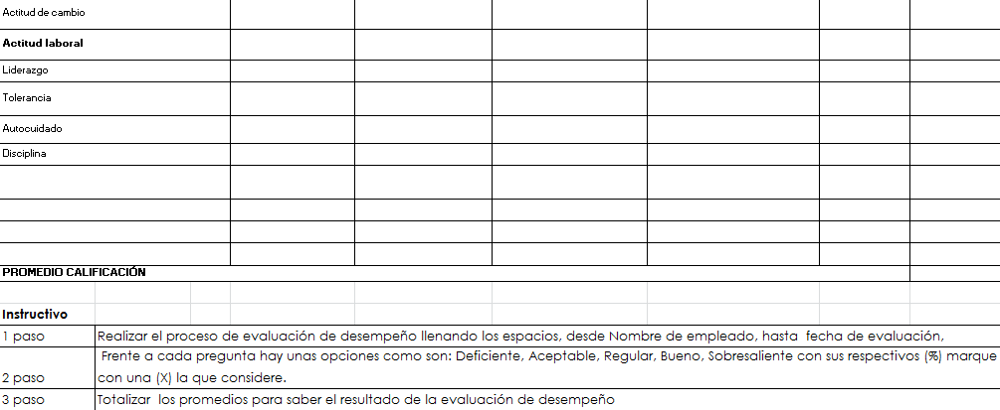 Actitud de cambio
Actitud laboral
Liderazgo
Tolerancia
Autocuidado
Disciplina
PROMEDIO CALIFICACIÓN
Instructivo
1 paso Realizar el proceso de evaluación de desempeño llenando los espacios, desde Nombre de empleado, hasta fecha de evaluación,
Frente a cada pregunta hay unas opciones como son: Deficiente, Aceptable, Regular, Bueno, Sobresaliente con sus respectivos (%) marque
2 paso con una (X) la que considere.
3 paso Totalizar los promedios para saber el resultado de la evaluación de desempeño